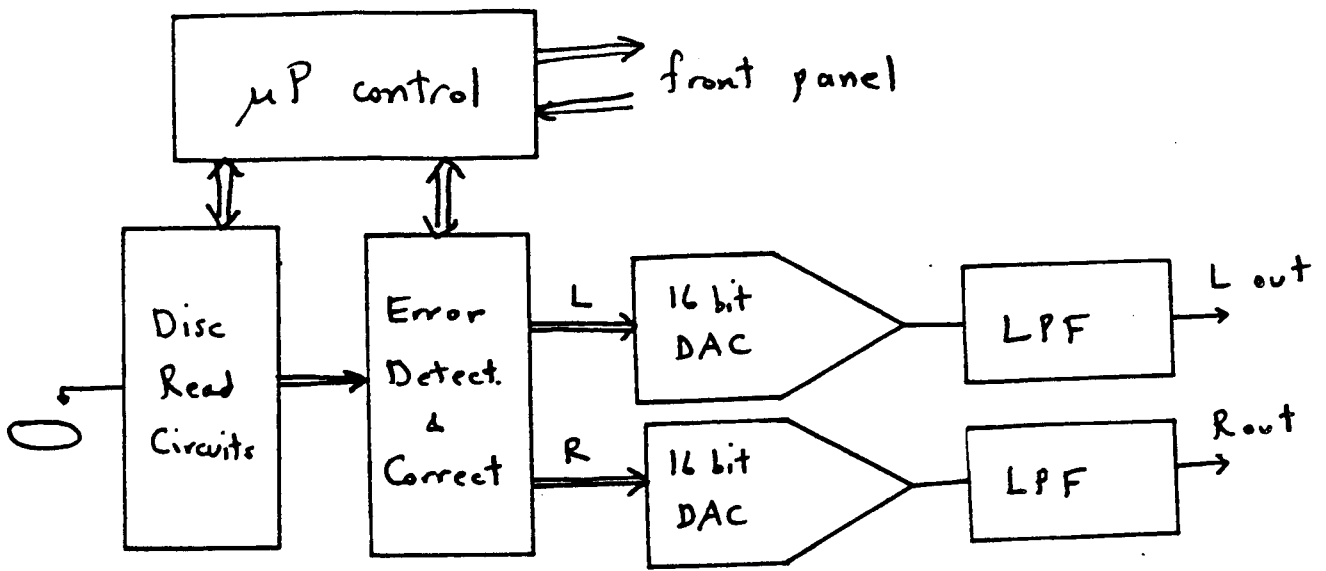 μP control
front panel
Disc
Read
Circuits
Error
Detect.
&
Correct
L
16 bit
DAC
LPF
L out
R
16 bit
DAC
LPF
R out